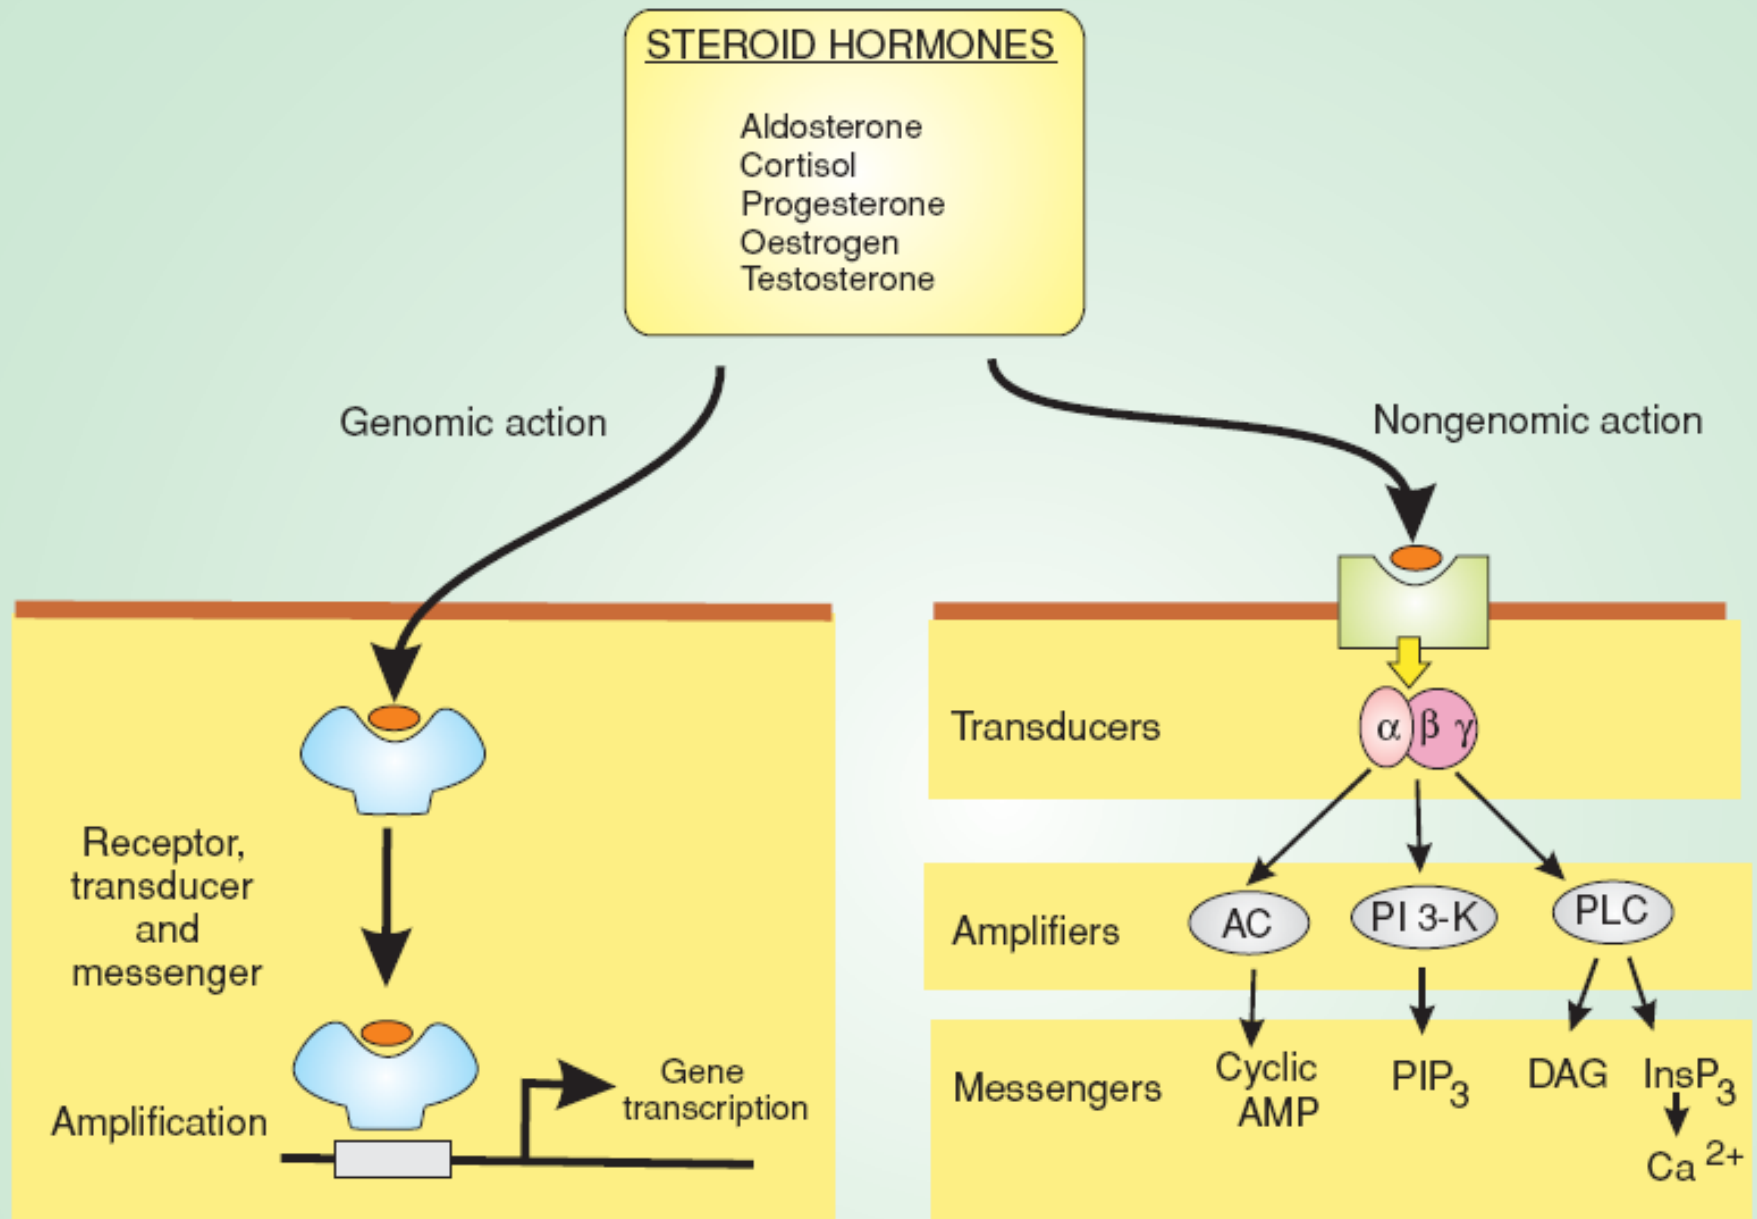 STEROID HORMONES
Aldosterone
Cortisol
Progesterone
Oestrogen
Testosterone
Genomic action
Nongenomic action
Receptor,
transducer
and
messenger
Amplification
Gene
transcription
Transducers
α β γ
Amplifiers
AC
PI 3-K
PLC
Messengers
Cyclic
AMP
PIP₃
DAG
InsP₃
Ca ²⁺